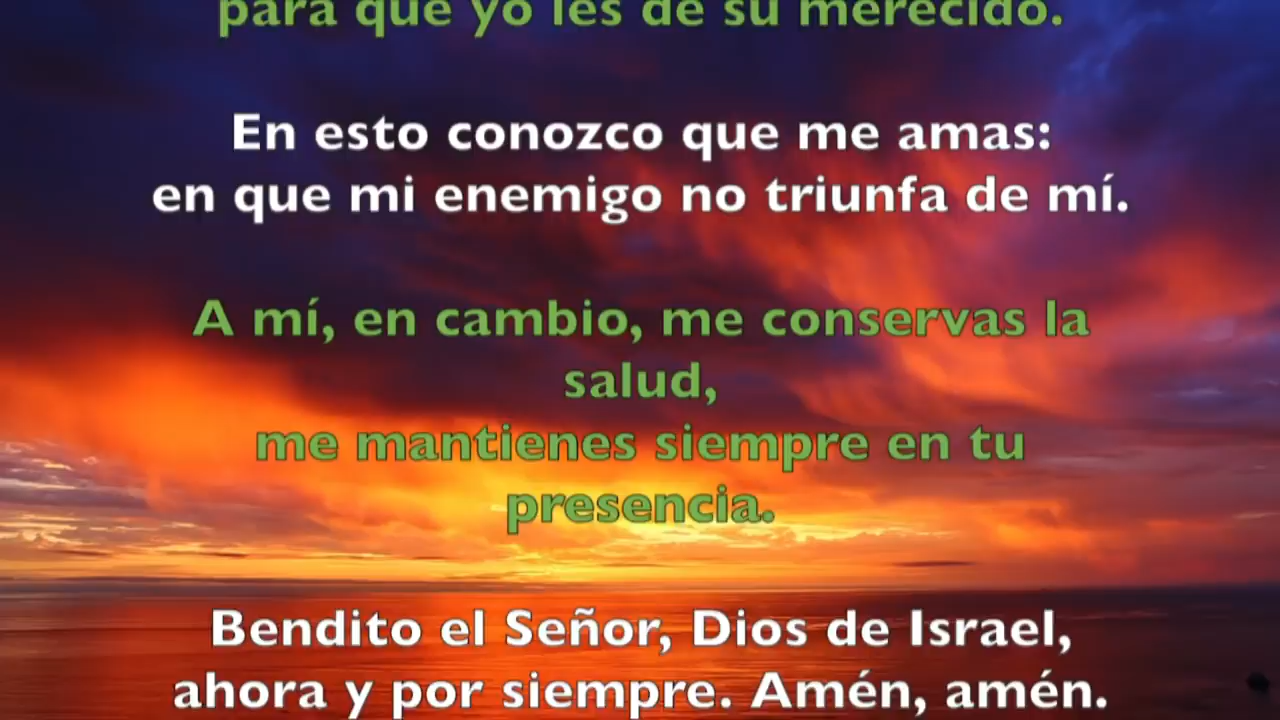 para que yo les dé su merecido.
En esto conozco que me amas:
en que mi enemigo no triunfa de mí.
A mí, en cambio, me conservas la
salud,
me mantienes siempre en tu
presencia.
Bendito el Señor, Dios de Israel,
ahora y por siempre. Amén, amén.